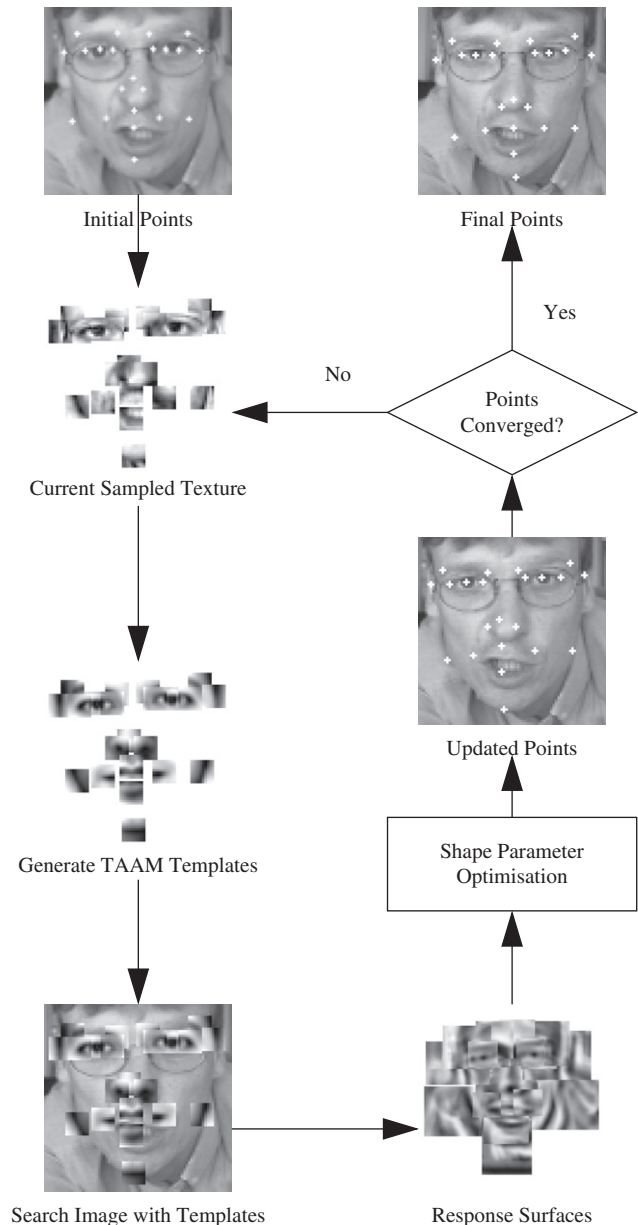 Initial Points
Final Points
Yes
No
Points
Converged?
Current Sampled Texture
Updated Points
Generate TAAM Templates
Shape Parameter
Optimisation
Search Image with Templates
Response Surfaces